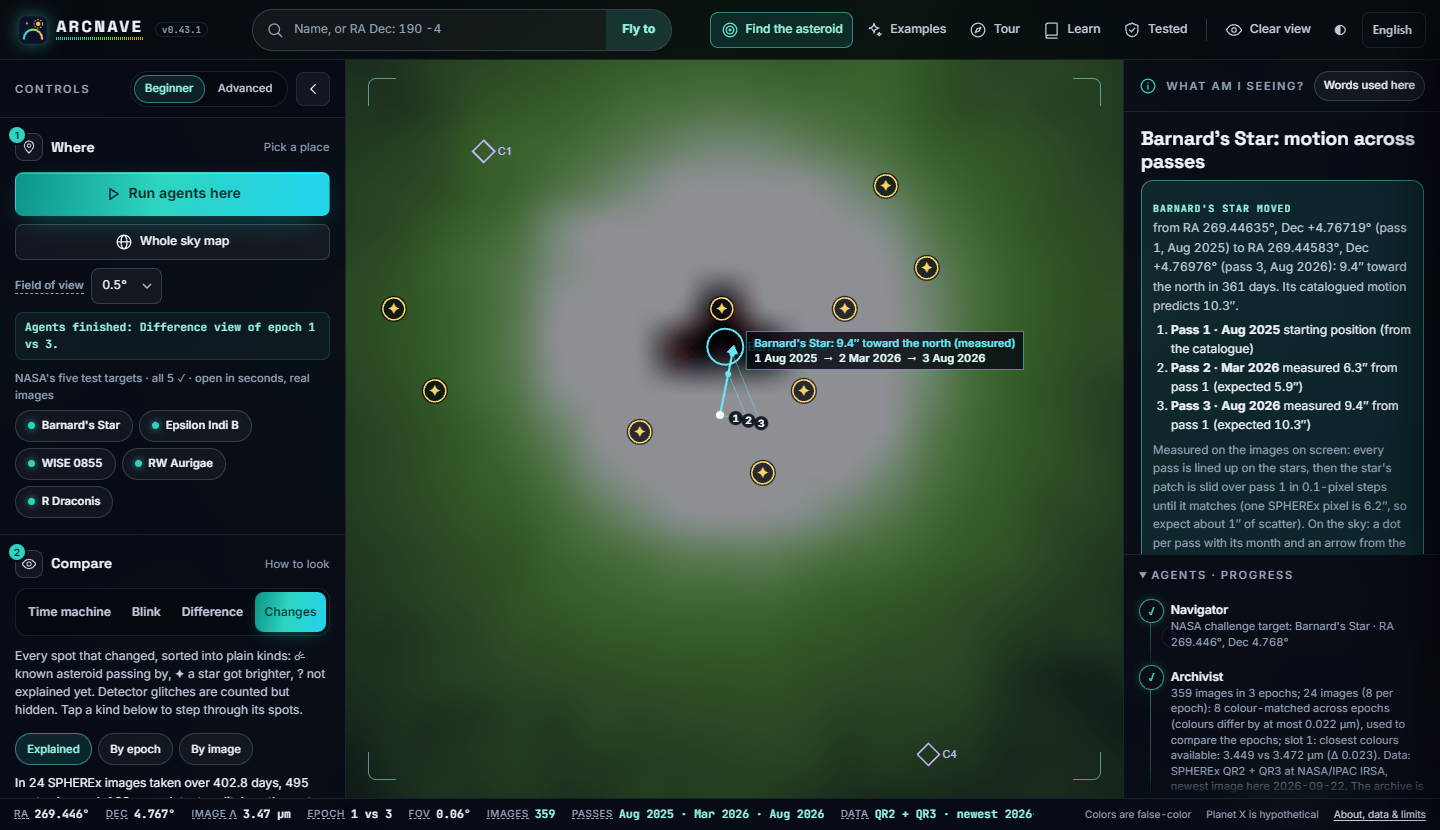 ARCNAVE
v0.43.1
Name, or RA Dec: 190 -4
Fly to
Find the asteroid
Examples
Tour
Learn
Tested
Clear view
English
CONTROLS
Beginner
Advanced
1
Where
Pick a place
Run agents here
Whole sky map
Field of view
0.5°
Agents finished: Difference view of epoch 1
vs 3.
NASA's five test targets · all 5 ✓ · open in seconds, real
images
Barnard's Star
Epsilon Indi B
WISE 0855
RW Aurigae
R Draconis
2
Compare
How to look
Time machine
Blink
Difference
Changes
Every spot that changed, sorted into plain kinds: ☄
known asteroid passing by, ✦ a star got brighter, ? not
explained yet. Detector glitches are counted but
hidden. Tap a kind below to step through its spots.
Explained
By epoch
By image
In 24 SPHEREx images taken over 402.8 days, 495
C1
Barnard's Star: 9.4″ toward the north (measured)
1 Aug 2025 → 2 Mar 2026 → 3 Aug 2026
1
2
3
C4
WHAT AM I SEEING?
Words used here
Barnard's Star: motion across
passes
BARNARD'S STAR MOVED
from RA 269.44635°, Dec +4.76719° (pass
1, Aug 2025) to RA 269.44583°, Dec
+4.76976° (pass 3, Aug 2026): 9.4″ toward
the north in 361 days. Its catalogued motion
predicts 10.3″.
1. Pass 1 · Aug 2025 starting position (from
the catalogue)
2. Pass 2 · Mar 2026 measured 6.3″ from
pass 1 (expected 5.9″)
3. Pass 3 · Aug 2026 measured 9.4″ from
pass 1 (expected 10.3″)
Measured on the images on screen: every
pass is lined up on the stars, then the star's
patch is slid over pass 1 in 0.1-pixel steps
until it matches (one SPHEREx pixel is 6.2″, so
expect about 1″ of scatter). On the sky: a dot
per pass with its month and an arrow from the
▼ AGENTS · PROGRESS
Navigator
NASA challenge target: Barnard's Star · RA
269.446°, Dec 4.768°
Archivist
359 images in 3 epochs; 24 images (8 per
epoch): 8 colour-matched across epochs
(colours differ by at most 0.022 µm), used to
compare the epochs; slot 1: closest colours
available: 3.449 vs 3.472 µm (Δ 0.023). Data:
SPHEREx QR2 + QR3 at NASA/IPAC IRSA,
newest image here 2026-09-22. The archive is
RA 269.446° DEC 4.767° IMAGE Λ 3.47 µm EPOCH 1 vs 3 FOV 0.06° IMAGES 359 PASSES Aug 2025 · Mar 2026 · Aug 2026 DATA QR2 + QR3 · newest 2026
Colors are false-color
Planet X is hypothetical
About, data & limits